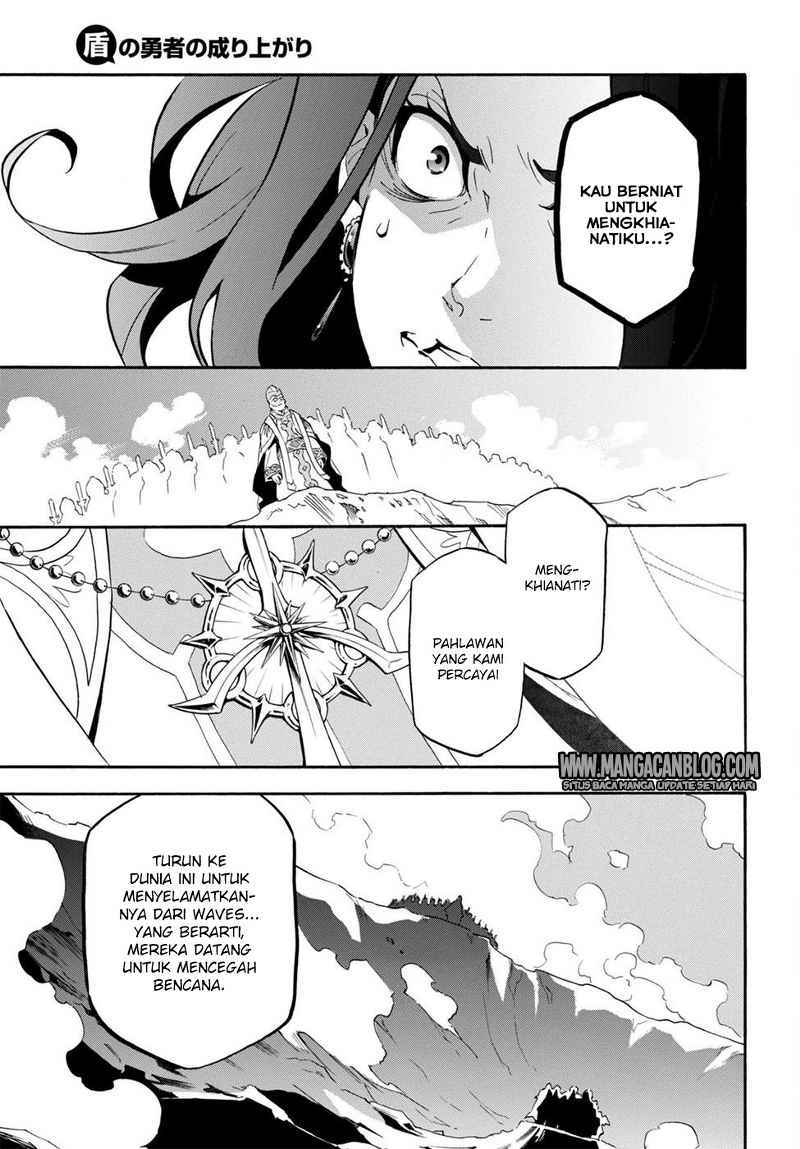 盾の勇者の成り上がり
KAU BERNIAT
UNTUK
MENGKHIA-
NATIKU...?
MENG-
KHIANATI?
PAHLAWAN
YANG KAMI
PERCAYAI
WWW.MANGACANBLOG.COM
SITUS BACA MANGA UPDATE SETIAP HARI
TURUN KE
DUNIA INI UNTUK
MENYELAMATKAN-
NYA DARI WAVES...
YANG BERARTI,
MEREKA DATANG
UNTUK MENCEGAH
BENCANA.